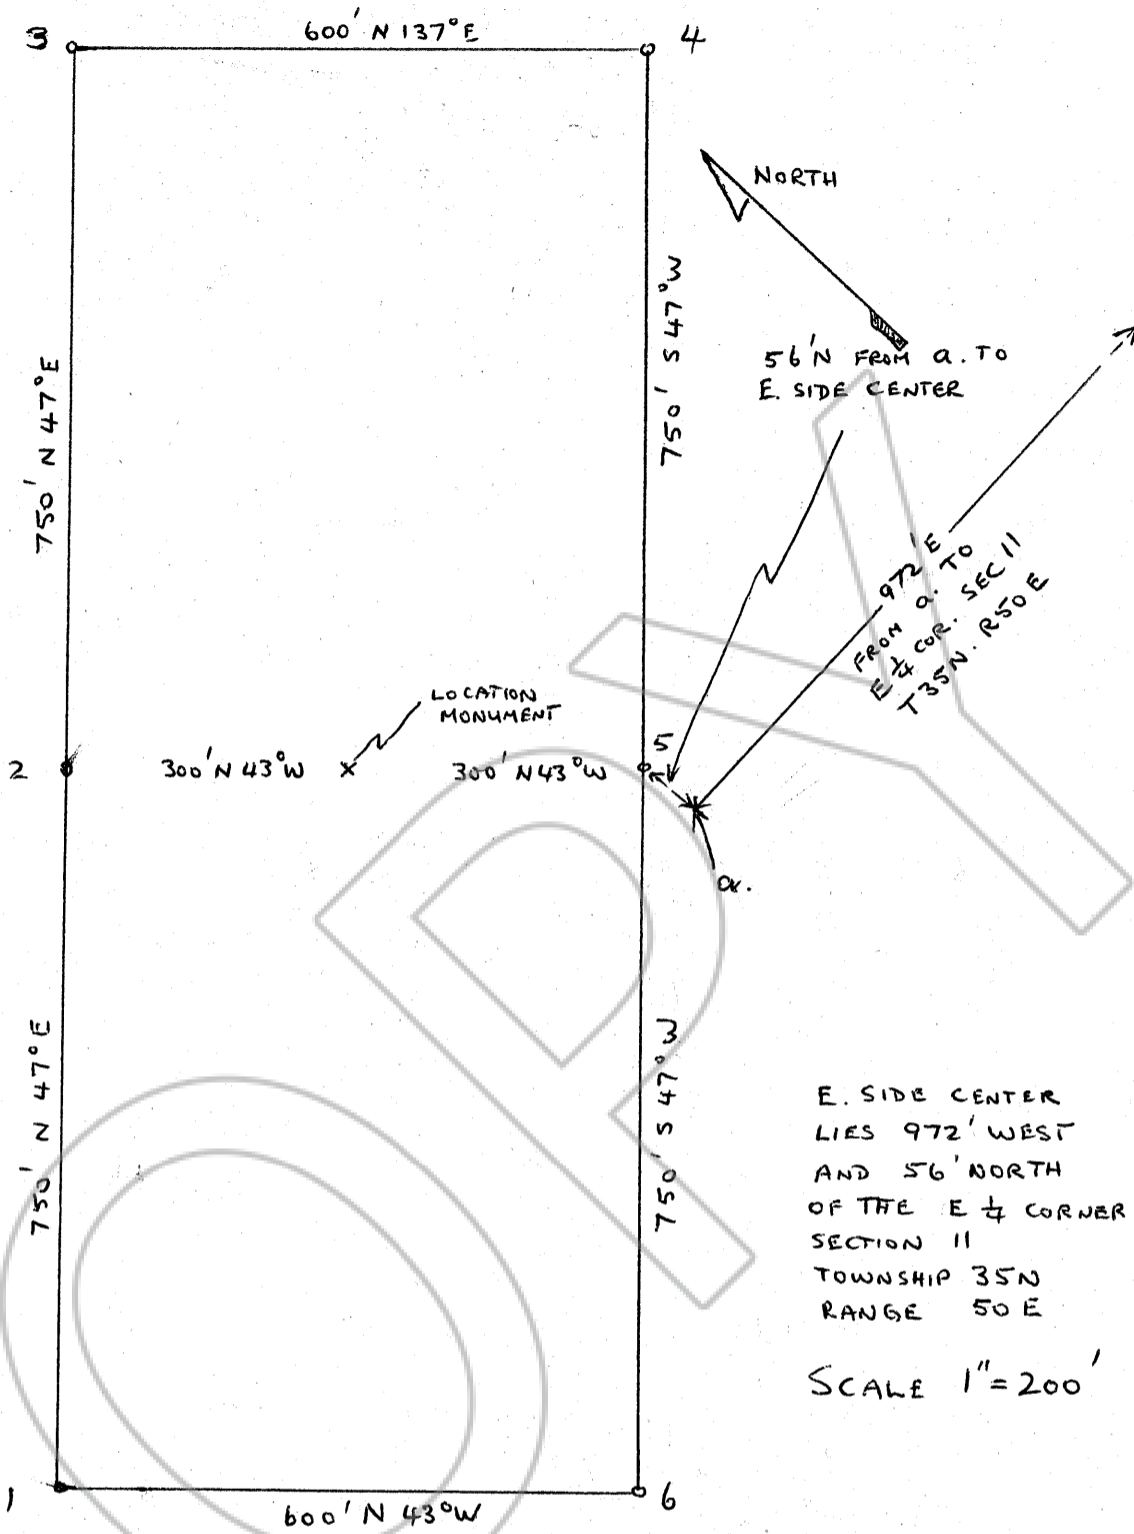 3
600' N 137° E
4
NORTH
750' N 47° E
750' S 47° W
56' N FROM a. TO
E. SIDE CENTER
972' E
FROM a. TO
E 1/4 COR. SEC 11
T 35 N. R 50 E
LOCATION
MONUMENT
2
300' N 43° W
X
300' N 43° W
5
a.
750' N 47° E
750' S 47° W
E. SIDE CENTER
LIES 972' WEST
AND 56' NORTH
OF THE E 1/4 CORNER
SECTION 11
TOWNSHIP 35N
RANGE 50 E
SCALE 1" = 200'
1
600' N 43° W
6
COPY